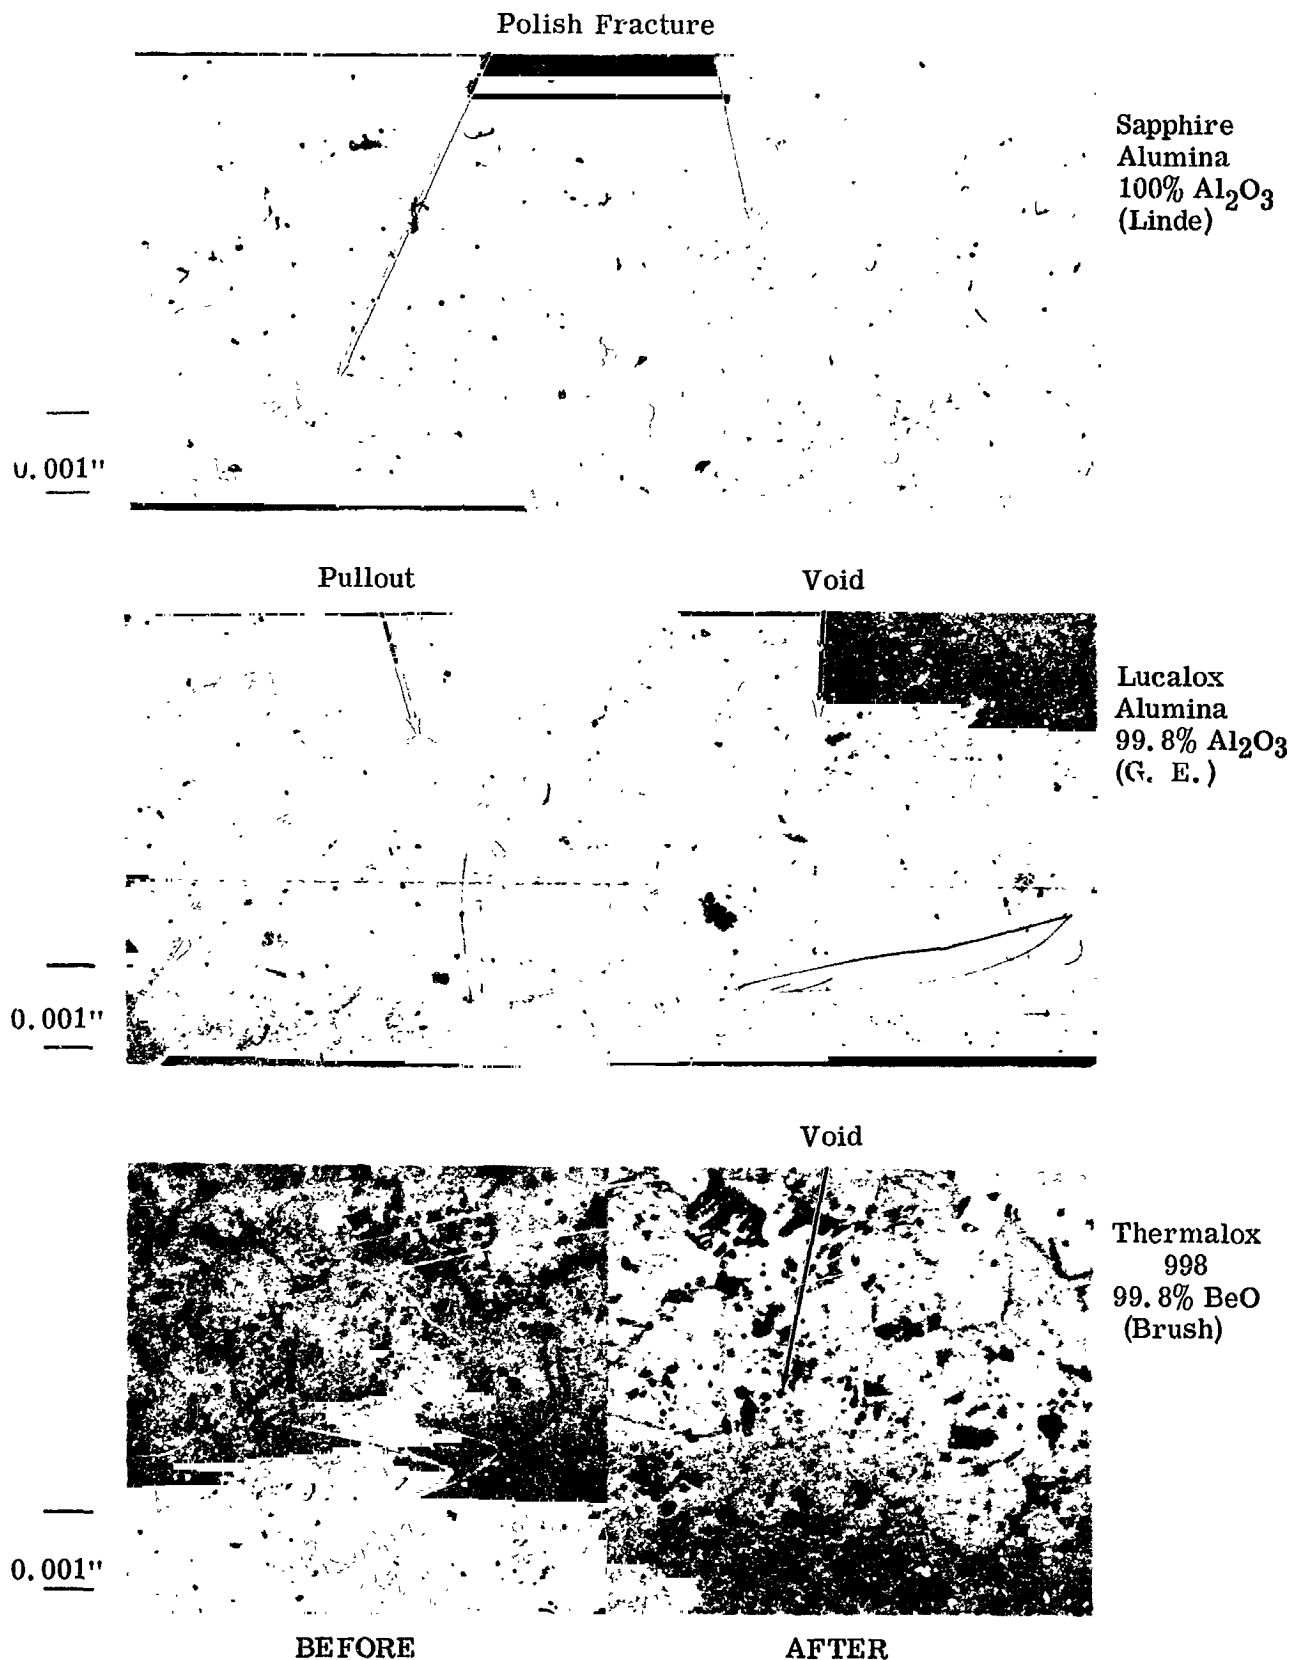 Polish Fracture
Sapphire
Alumina
100% Al2O3
(Linde)
0.001"
Pullout
Void
Lucalox
Alumina
99.8% Al2O3
(G. E.)
0.001"
Void
Thermalox
998
99.8% BeO
(Brush)
0.001"
BEFORE
AFTER